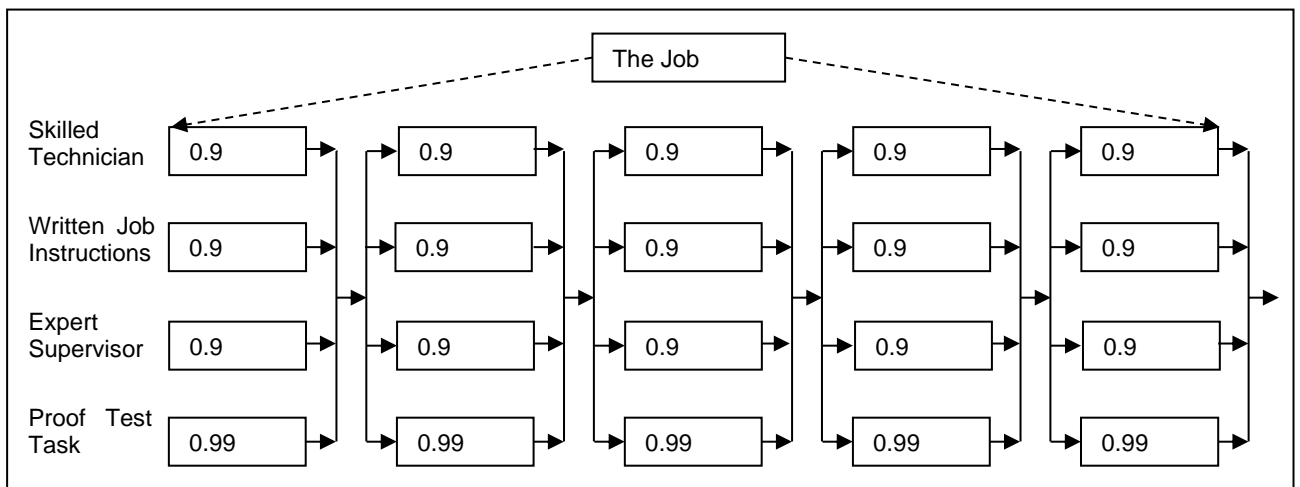 The Job
Skilled
Technician
0.9 0.9 0.9 0.9 0.9
Written Job
Instructions
0.9 0.9 0.9 0.9 0.9
Expert
Supervisor
0.9 0.9 0.9 0.9 0.9
Proof Test
Task
0.99 0.99 0.99 0.99 0.99